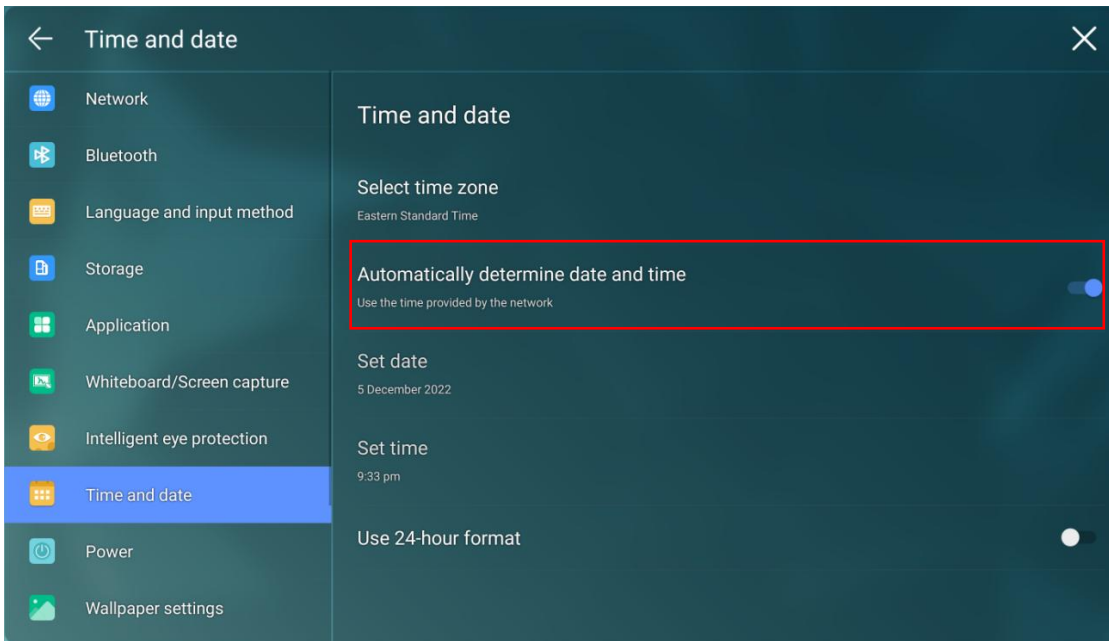 Time and date
Network
Bluetooth
Language and input method
Storage
Application
Whiteboard/Screen capture
Intelligent eye protection
Time and date
Power
Wallpaper settings
Time and date
Select time zone
Eastern Standard Time
Automatically determine date and time
Use the time provided by the network
Set date
5 December 2022
Set time
9:33 pm
Use 24-hour format